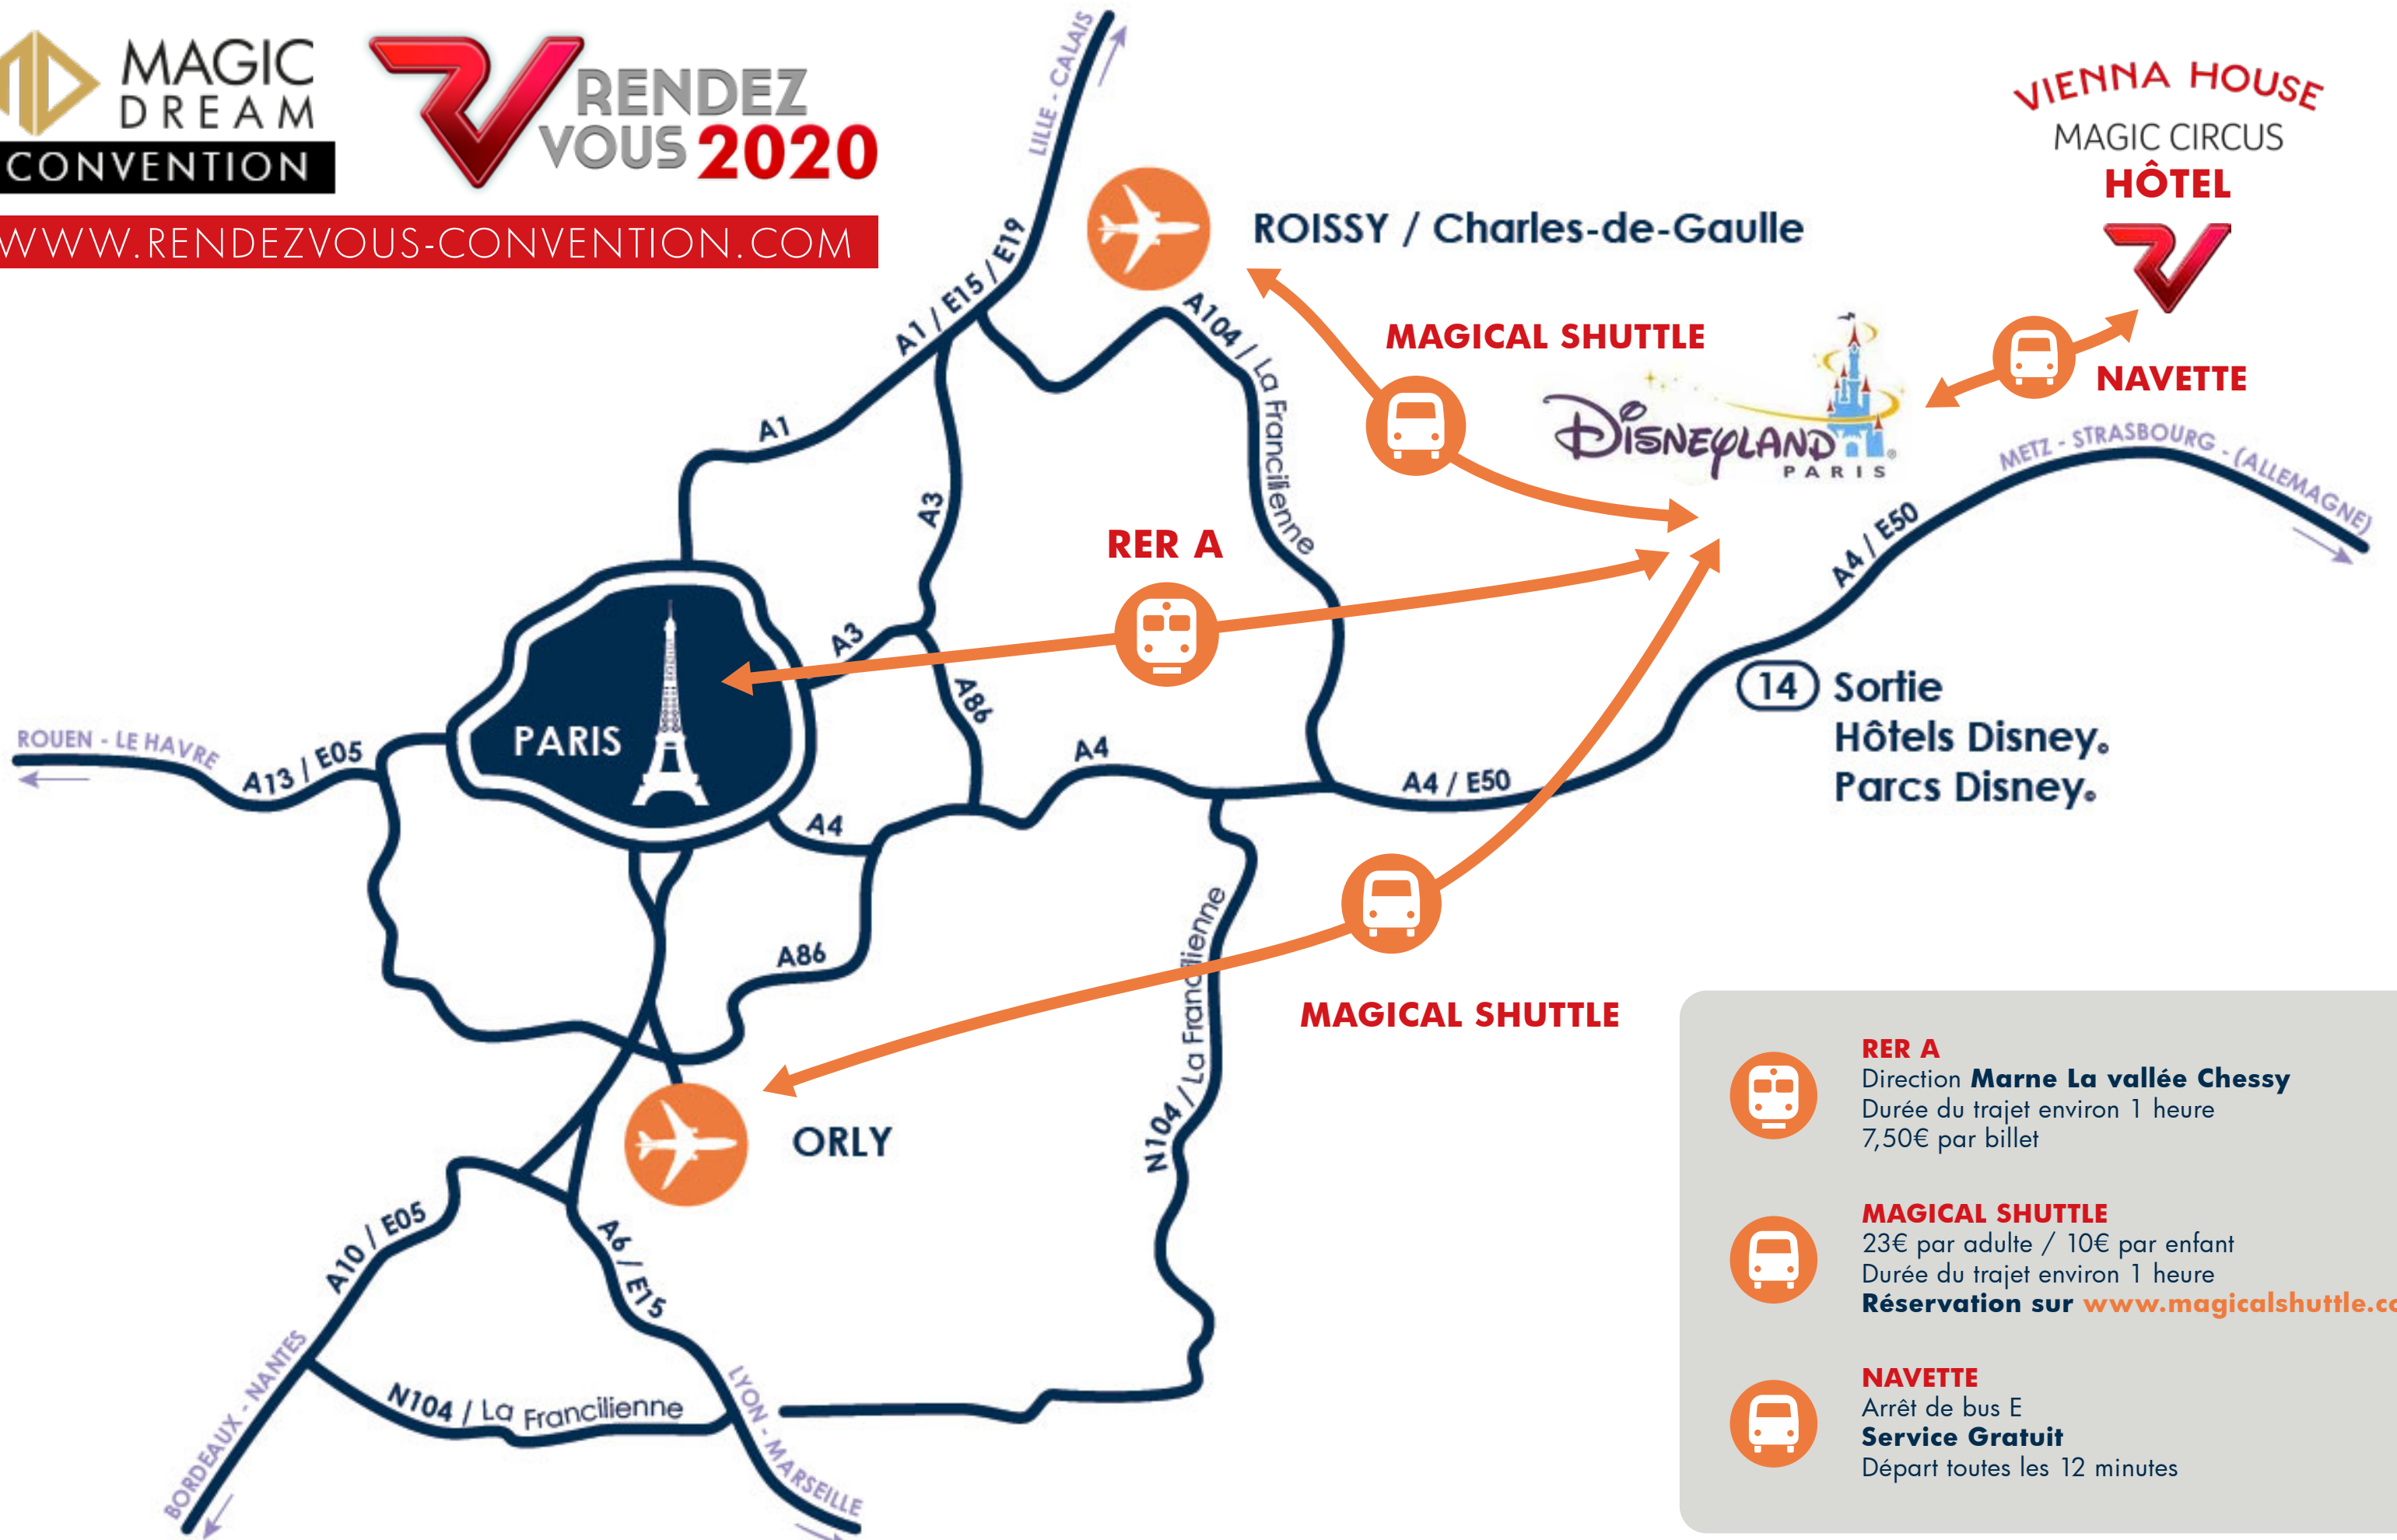 MAGIC
DREAM
CONVENTION
RENDEZ
VOUS 2020
WWW.RENDEZVOUS-CONVENTION.COM
LILLE - CALAIS
VIENNA HOUSE
MAGIC CIRCUS
HÔTEL
ROISSY / Charles-de-Gaulle
A1 / E15 / E19
A104 / La Francilienne
MAGICAL SHUTTLE
DISNEYLAND
PARIS
NAVETTE
METZ - STRASBOURG - (ALLEMAGNE)
A1
A3
RER A
A4 / E50
A3
A86
PARIS
14 Sortie
Hôtels Disney©
Parcs Disney©
ROUEN - LE HAVRE
A13 / E05
A4
A4 / E50
A4
A86
N104 / La Francilienne
MAGICAL SHUTTLE
ORLY
A10 / E05
A6 / E15
BORDEAUX - NANTES
N104 / La Francilienne
LYON - MARSEILLE
RER A
Direction Marne La vallée Chessy
Durée du trajet environ 1 heure
7,50€ par billet
MAGICAL SHUTTLE
23€ par adulte / 10€ par enfant
Durée du trajet environ 1 heure
Réservation sur www.magicalshuttle.co
NAVETTE
Arrêt de bus E
Service Gratuit
Départ toutes les 12 minutes